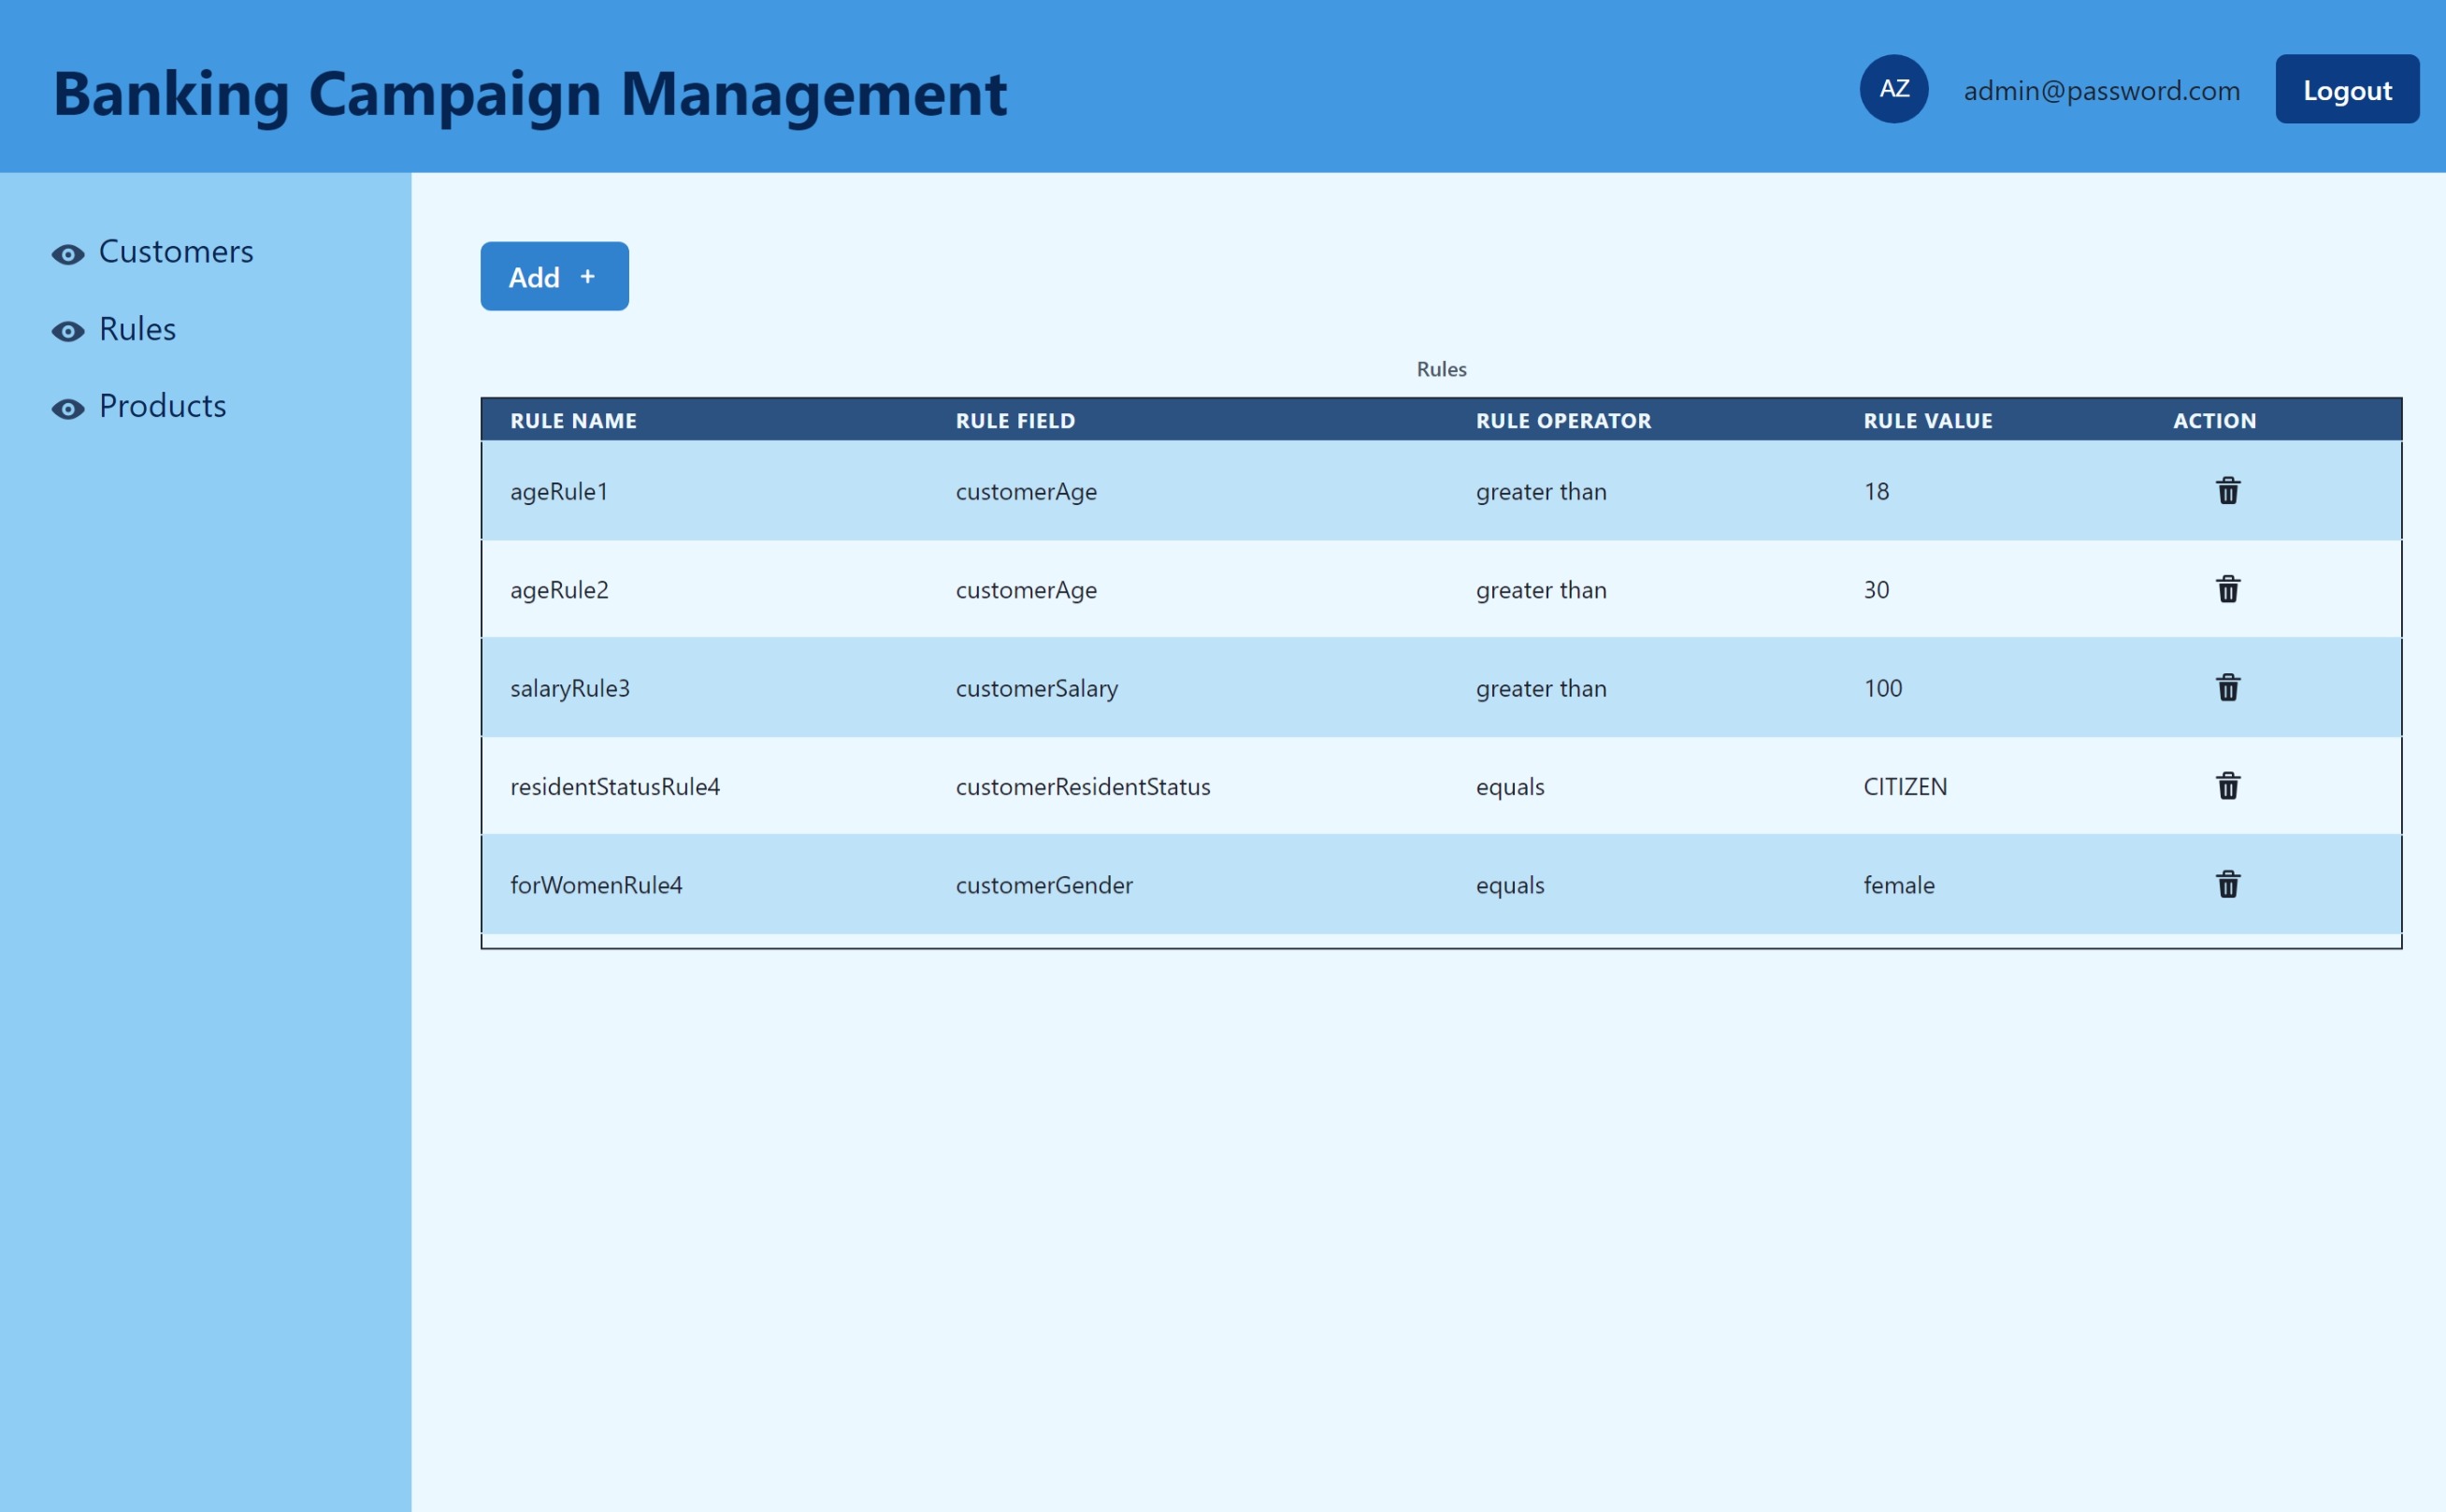 Banking Campaign Management
AZ admin@password.com Logout
Customers
Rules
Products
Add +
Rules
RULE NAME RULE FIELD RULE OPERATOR RULE VALUE ACTION
ageRule1 customerAge greater than 18
ageRule2 customerAge greater than 30
salaryRule3 customerSalary greater than 100
residentStatusRule4 customerResidentStatus equals CITIZEN
forWomenRule4 customerGender equals female